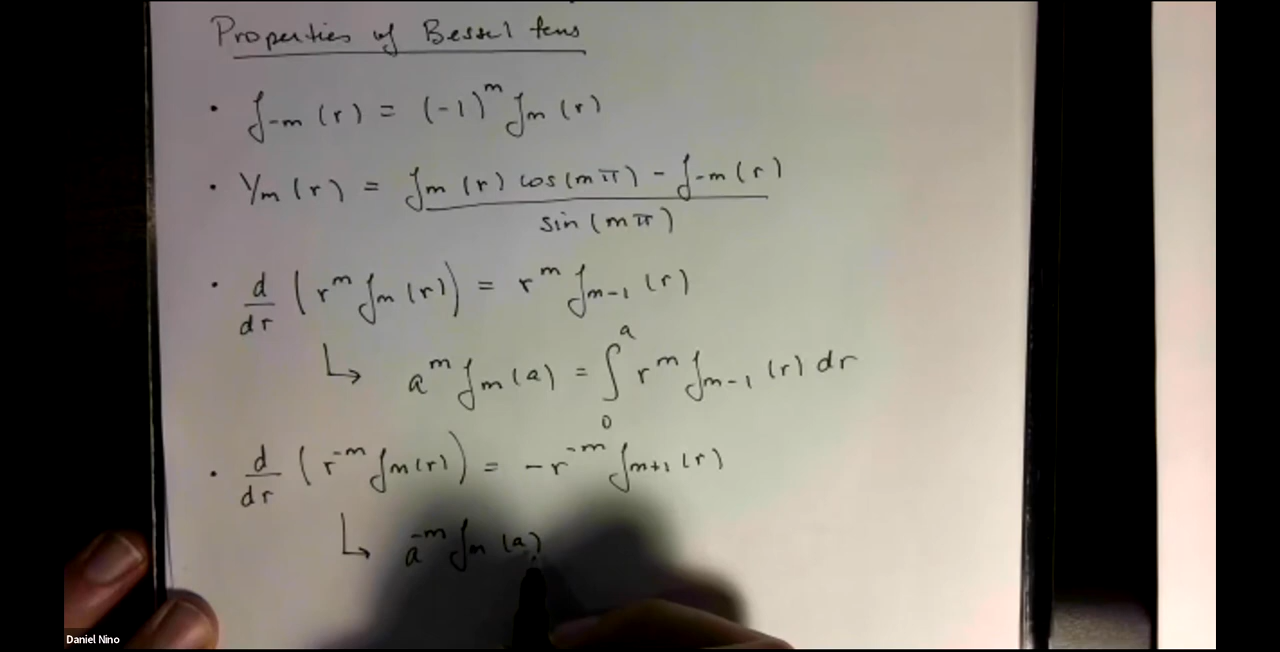 Properties of Bessel fcns
• J-m (r) = (-1)^m Jm (r)
• Ym (r) = Jm (r) cos(mπ) - J-m (r)
sin (mπ)
• d/dr (r^m Jm (r)) = r^m Jm-1 (r)
↳ a^m Jm (a) = ∫₀^a r^m Jm-1 (r) dr
• d/dr (r^-m Jm(r)) = -r^-m Jm+1 (r)
↳ a^-m Jm (a)
Daniel Nino